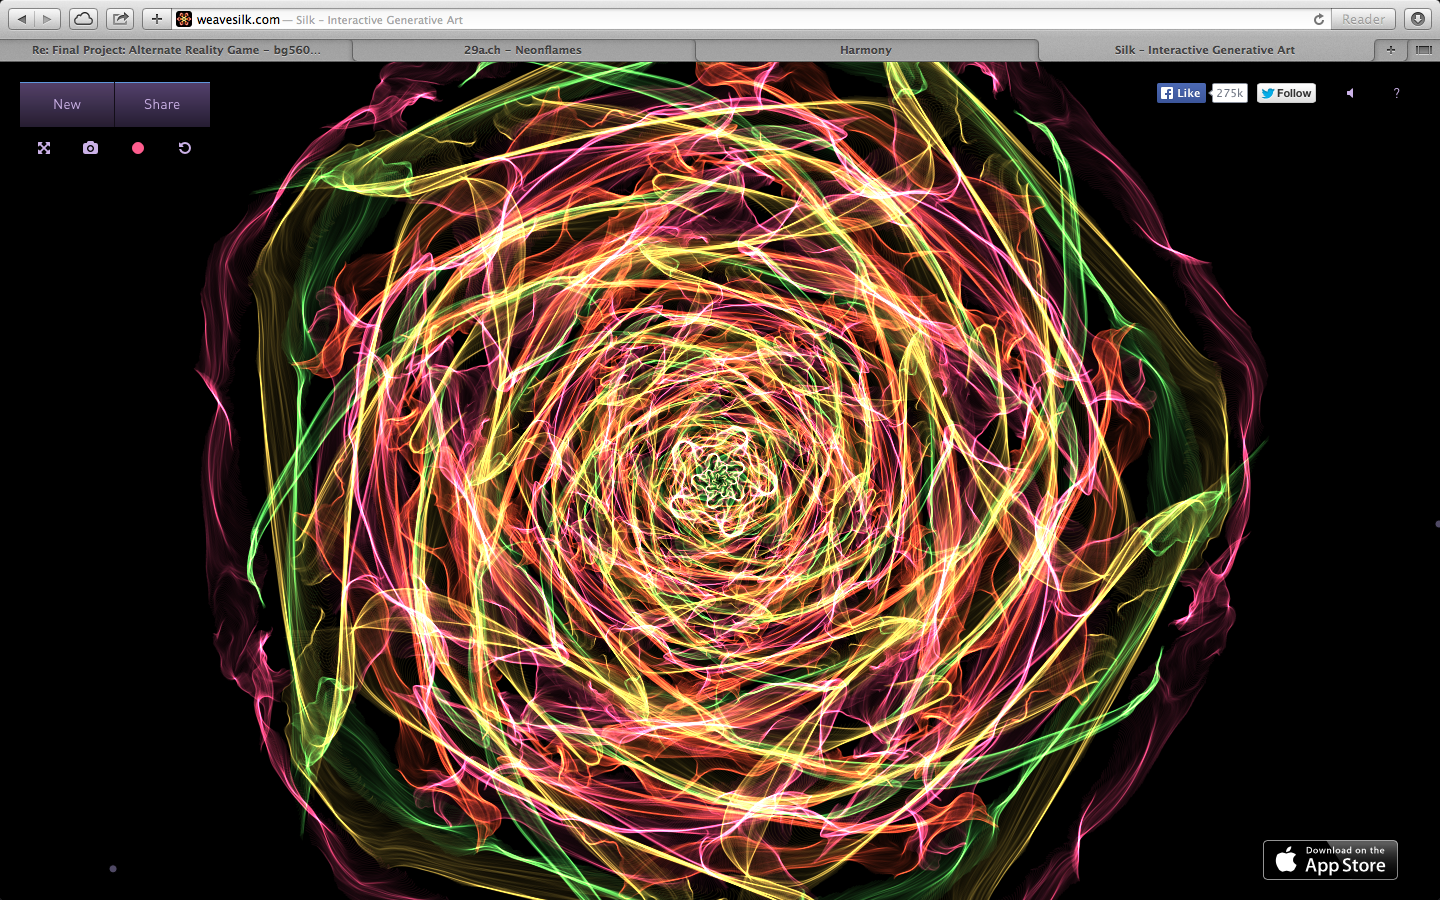 weavesilk.com — Silk – Interactive Generative Art
Reader
Re: Final Project: Alternate Reality Game – bg560...
29a.ch – Neonflames
Harmony
Silk – Interactive Generative Art
New
Share
Like
275k
Follow
?
Download on the
App Store